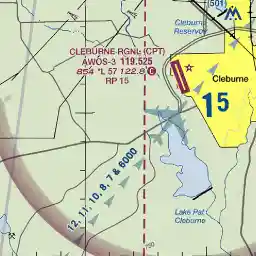 501
Cleburn
Reservoir
CLEBURNE RGNL (CPT)
AWOS-3 119.525
854 *L 57 122.8 C
RP 15
Cleburne
15
12, 11, 10, 8, 7 & 6000
Lake Pat
Cleburne